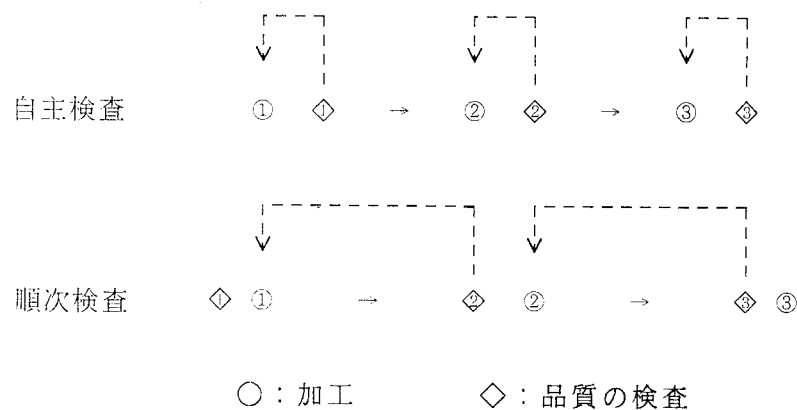 自主検査 ① ◇1 → ② ◇2 → ③ ◇3
順次検査 ◇1 ① → ◇2 ② → ◇3 ③
○：加工 ◇：品質の検査